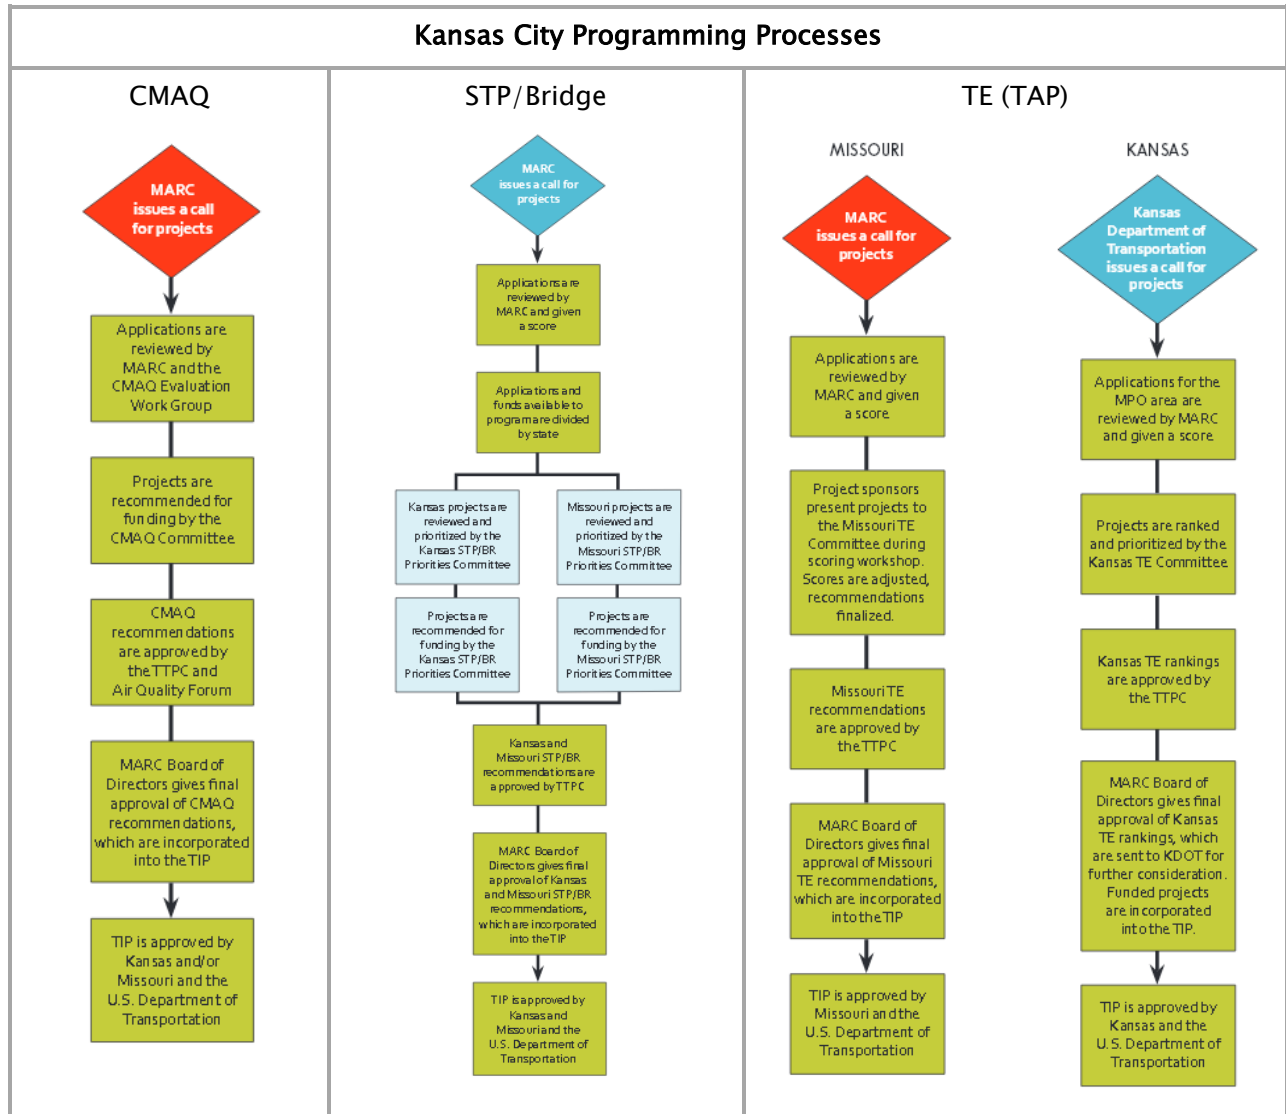 Kansas City Programming Processes
CMAQ
MARC
issues a call
for projects
Applications are
reviewed by
MARC and the
CMAQ Evaluation
Work Group
Projects are
recommended for
funding by the
CMAQ Committee
CMAQ
recommendations
are approved by
the TTPC and
Air Quality Forum
MARC Board of
Directors gives final
approval of CMAQ
recommendations,
which are incorporated
into the TIP
TIP is approved by
Kansas and/or
Missouri and the
U.S. Department of
Transportation
STP/Bridge
MARC
issues a call for
projects
Applications are
reviewed by
MARC and given
a score
Applications and
funds available to
program are divided
by state
Kansas projects are
reviewed and
prioritized by the
Kansas STP/BR
Priorities Committee
Missouri projects are
reviewed and
prioritized by the
Missouri STP/BR
Priorities Committee
Projects are
recommended for
funding by the
Kansas STP/BR
Priorities Committee
Projects are
recommended for
funding by the
Missouri STP/BR
Priorities Committee
Kansas and
Missouri STP/BR
recommendations are
approved by TTPC
MARC Board of
Directors gives final
approval of Kansas
and Missouri STP/BR
recommendations,
which are incorporated
into the TIP
TIP is approved by
Kansas and
Missouri and the
U.S. Department of
Transportation
TE (TAP)
MISSOURI
MARC
issues a call for
projects
Applications are
reviewed by
MARC and given
a score
Project sponsors
present projects to
the Missouri TE
Committee during
scoring workshop.
Scores are adjusted,
recommendations
finalized.
Missouri TE
recommendations
are approved by
the TTPC
MARC Board of
Directors gives final
approval of Missouri
TE recommendations,
which are incorporated
into the TIP
TIP is approved by
Missouri and the
U.S. Department of
Transportation
KANSAS
Kansas
Department of
Transportation
issues a call for
projects
Applications for the
MPO area are
reviewed by MARC
and given a score
Projects are ranked
and prioritized by the
Kansas TE Committee
Kansas TE rankings
are approved by
the TTPC
MARC Board of
Directors gives final
approval of Kansas
TE rankings, which
are sent to KDOT for
further consideration.
Funded projects
are incorporated
into the TIP.
TIP is approved by
Kansas and the
U.S. Department of
Transportation